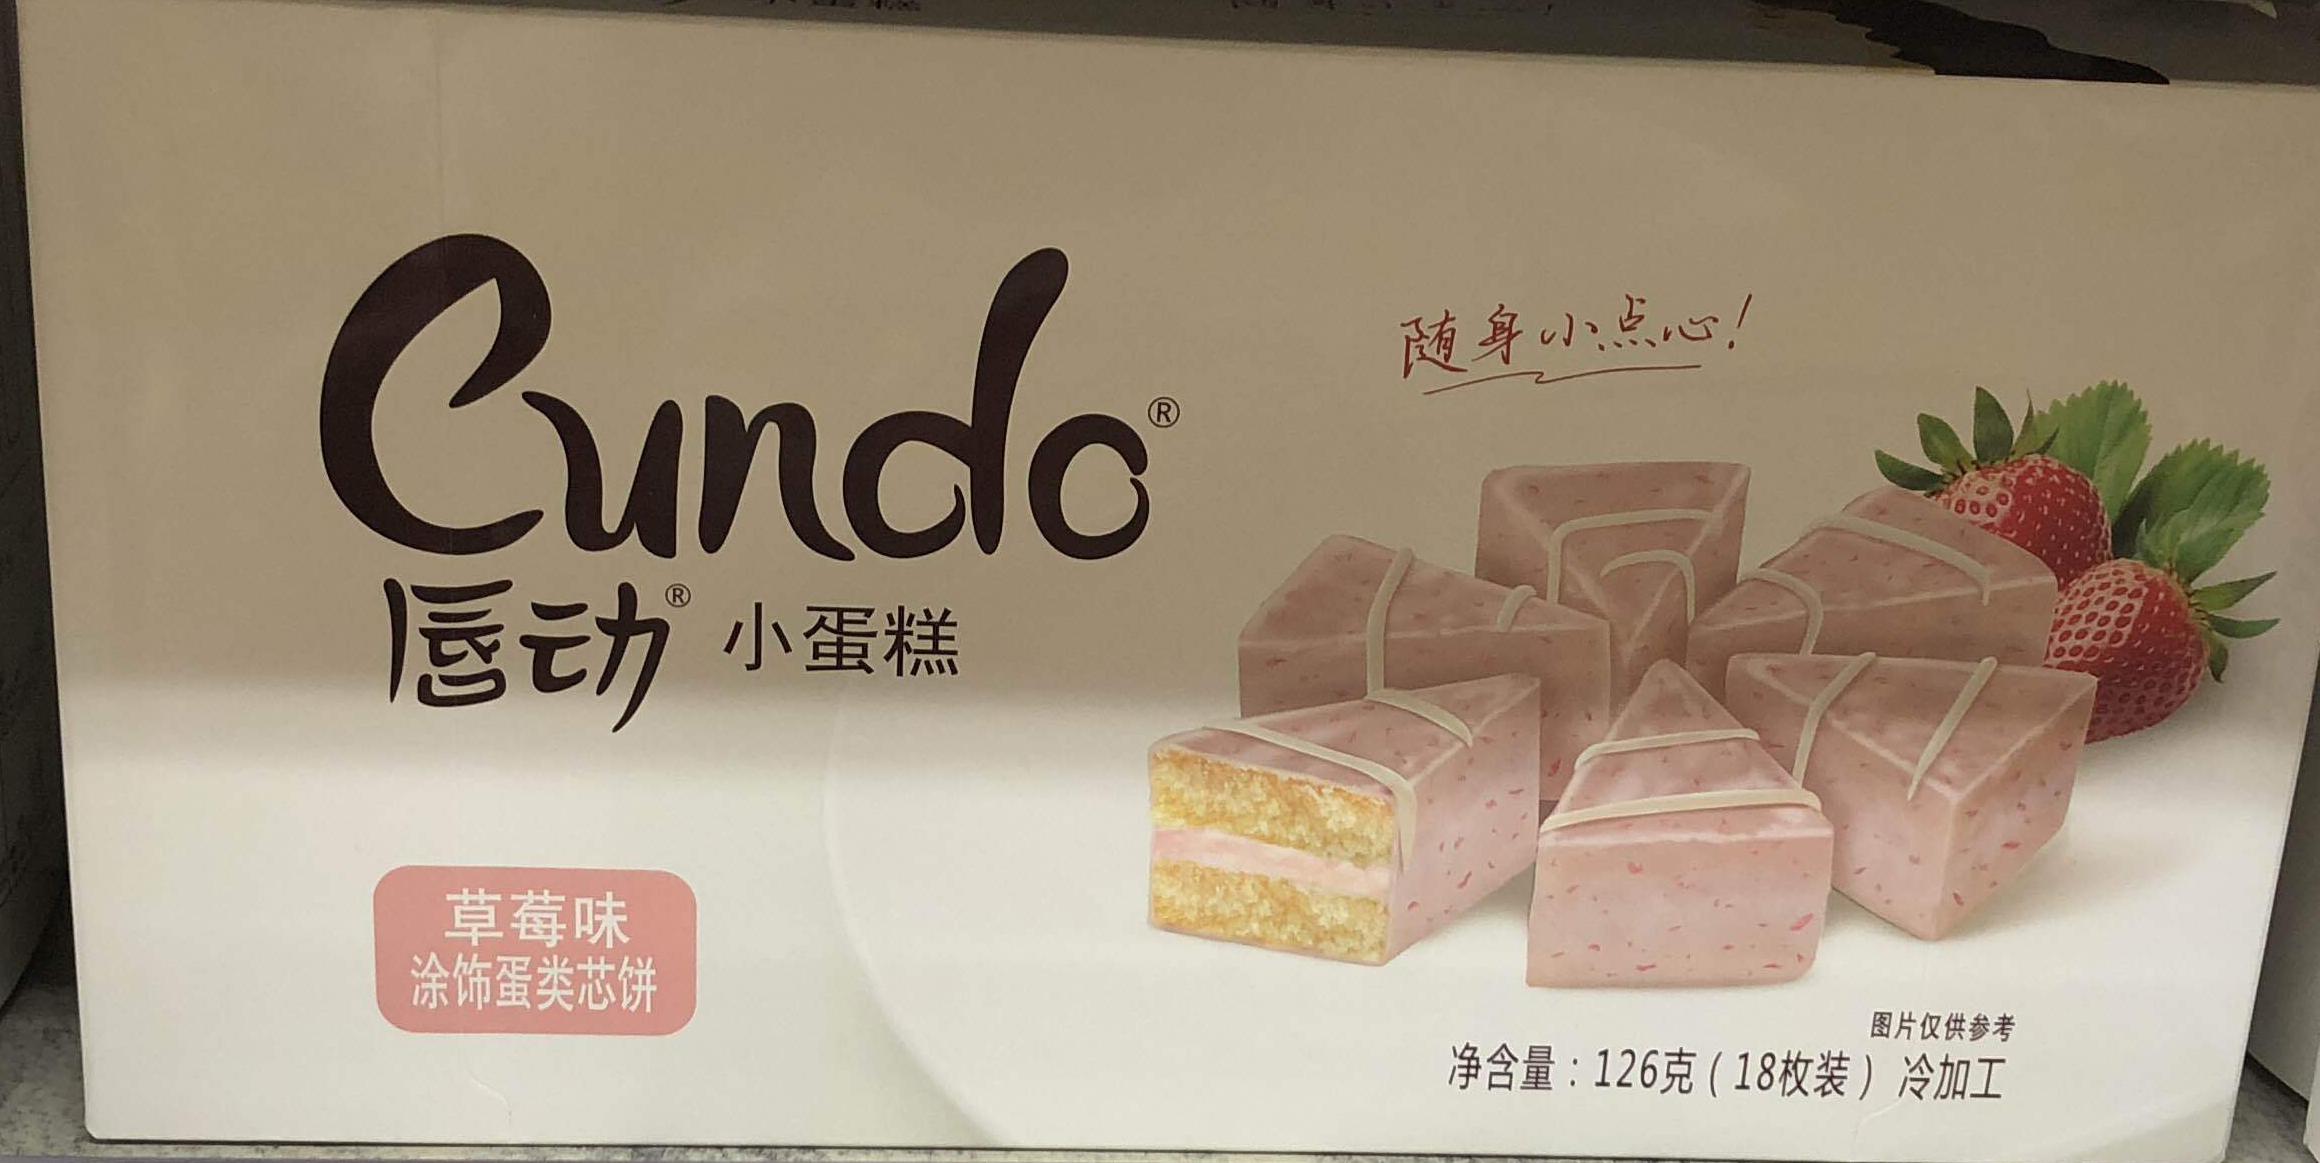 Cundo®
随身小点心!
唇动® 小蛋糕
草莓味
涂饰蛋类芯饼
图片仅供参考
净含量：126克（18枚装） 冷加工